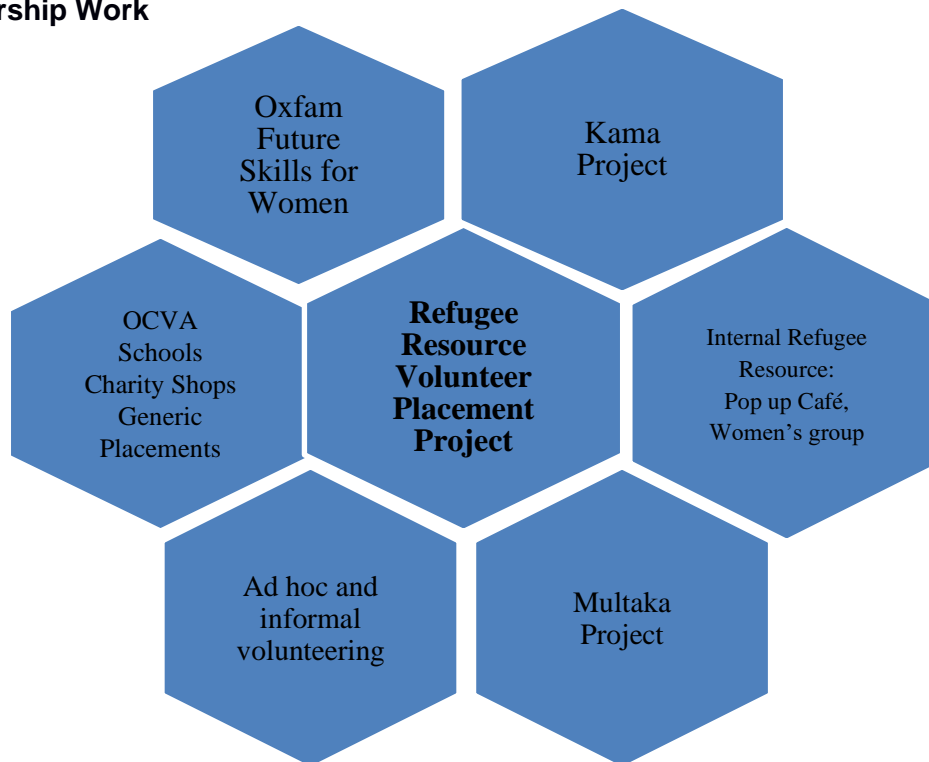 rship Work
Oxfam
Future
Skills for
Women
Kama
Project
OCVA
Schools
Charity Shops
Generic
Placements
Refugee
Resource
Volunteer
Placement
Project
Internal Refugee
Resource:
Pop up Café,
Women’s group
Ad hoc and
informal
volunteering
Multaka
Project